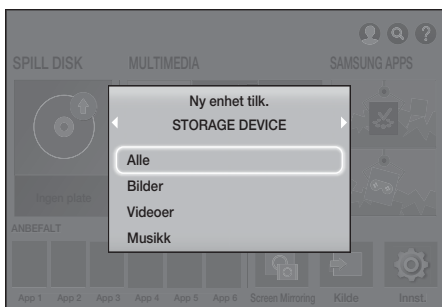 SPILL DISK MULTIMEDIA SAMSUNG APPS
Ny enhet tilk.
STORAGE DEVICE
Alle
Bilder
Videoer
Musikk
Ingen plate
ANBEFALT
App 1 App 2 App 3 App 4 App 5 App 6 Screen Mirroring Kilde Innst.